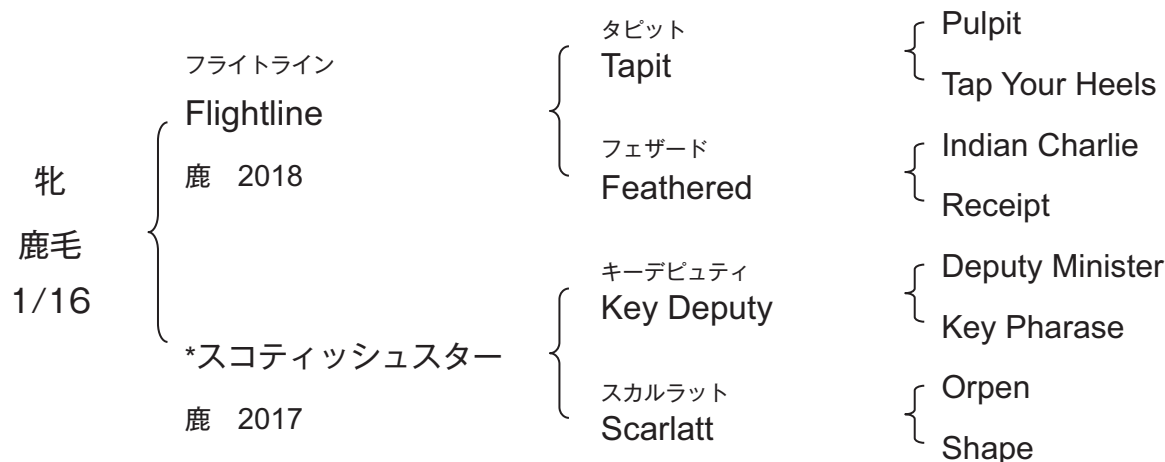 牝
鹿毛
1/16
フライトライン
Flightline
鹿 2018
*スコティッシュスター
鹿 2017
タピット
Tapit
フェザード
Feathered
キーデピュティ
Key Deputy
スカルラット
Scarlatt
Pulpit
Tap Your Heels
Indian Charlie
Receipt
Deputy Minister
Key Pharase
Orpen
Shape